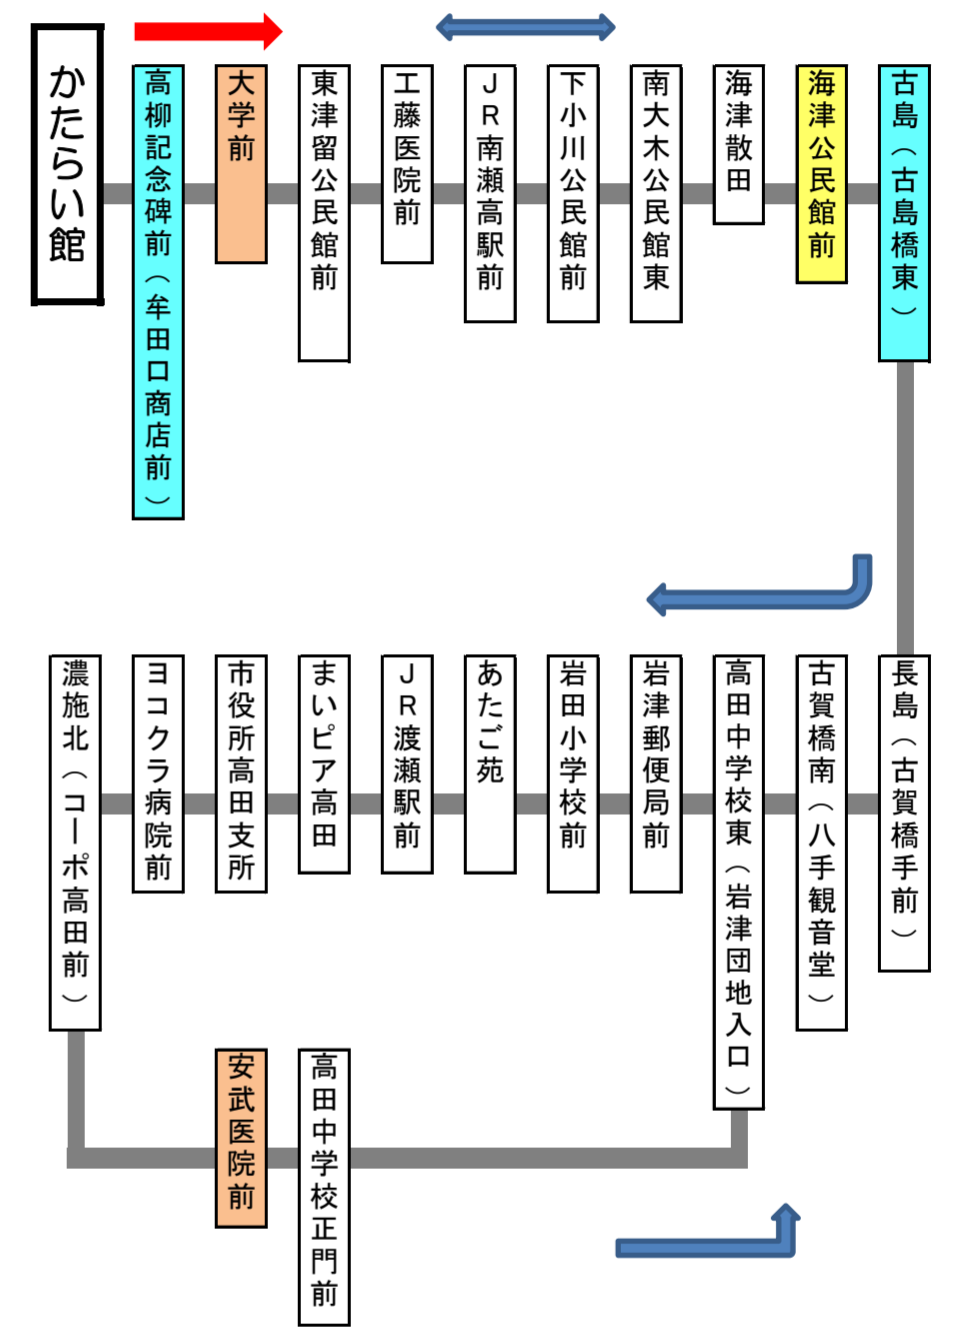 かたらい館
高柳記念碑前（牟田口商店前）
大学前
東津留公民館前
工藤医院前
ＪＲ南瀬高駅前
下小川公民館前
南大木公民館東
海津散田
海津公民館前
古島（古島橋東）
長島（古賀橋手前）
古賀橋南（八手観音堂）
高田中学校東（岩津団地入口）
岩津郵便局前
岩田小学校前
あたご苑
ＪＲ渡瀬駅前
まいピア高田
市役所高田支所
ヨコクラ病院前
濃施北（コーポ高田前）
安武医院前
高田中学校正門前